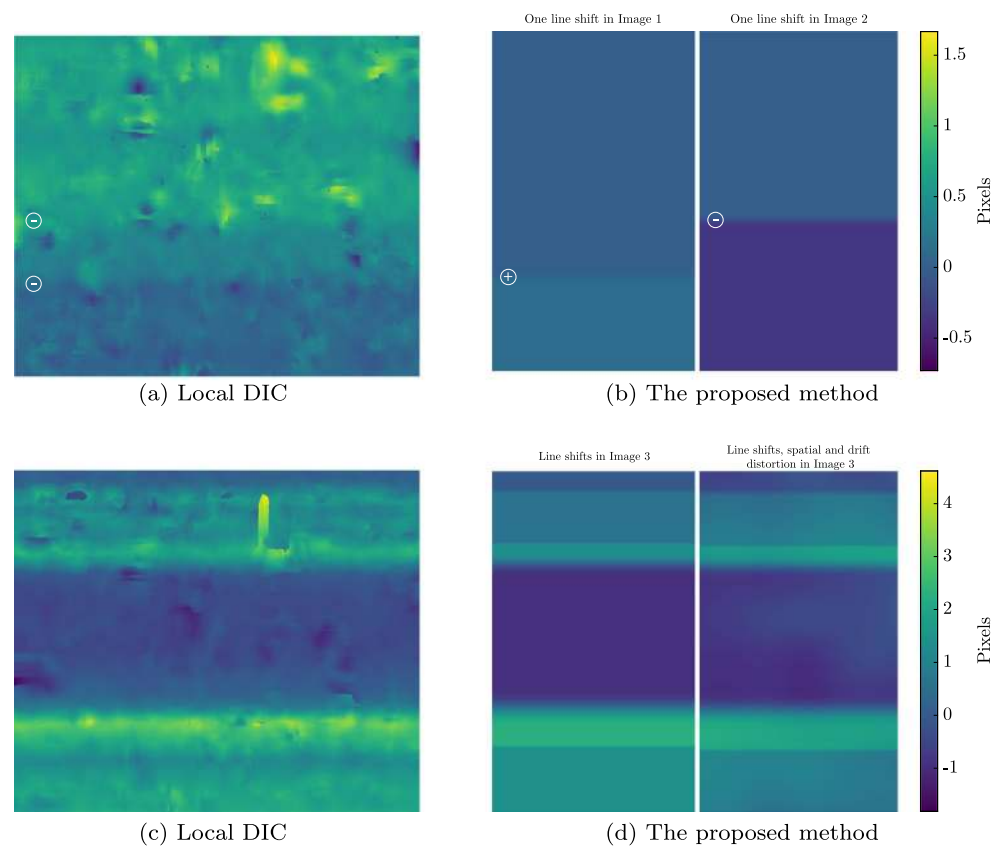 One line shift in Image 1
One line shift in Image 2
1.5
1
0.5
0
-0.5
Pixels
-
-
+
-
(a) Local DIC
(b) The proposed method
Line shifts in Image 3
Line shifts, spatial and drift
distortion in Image 3
4
3
2
1
0
-1
Pixels
(c) Local DIC
(d) The proposed method